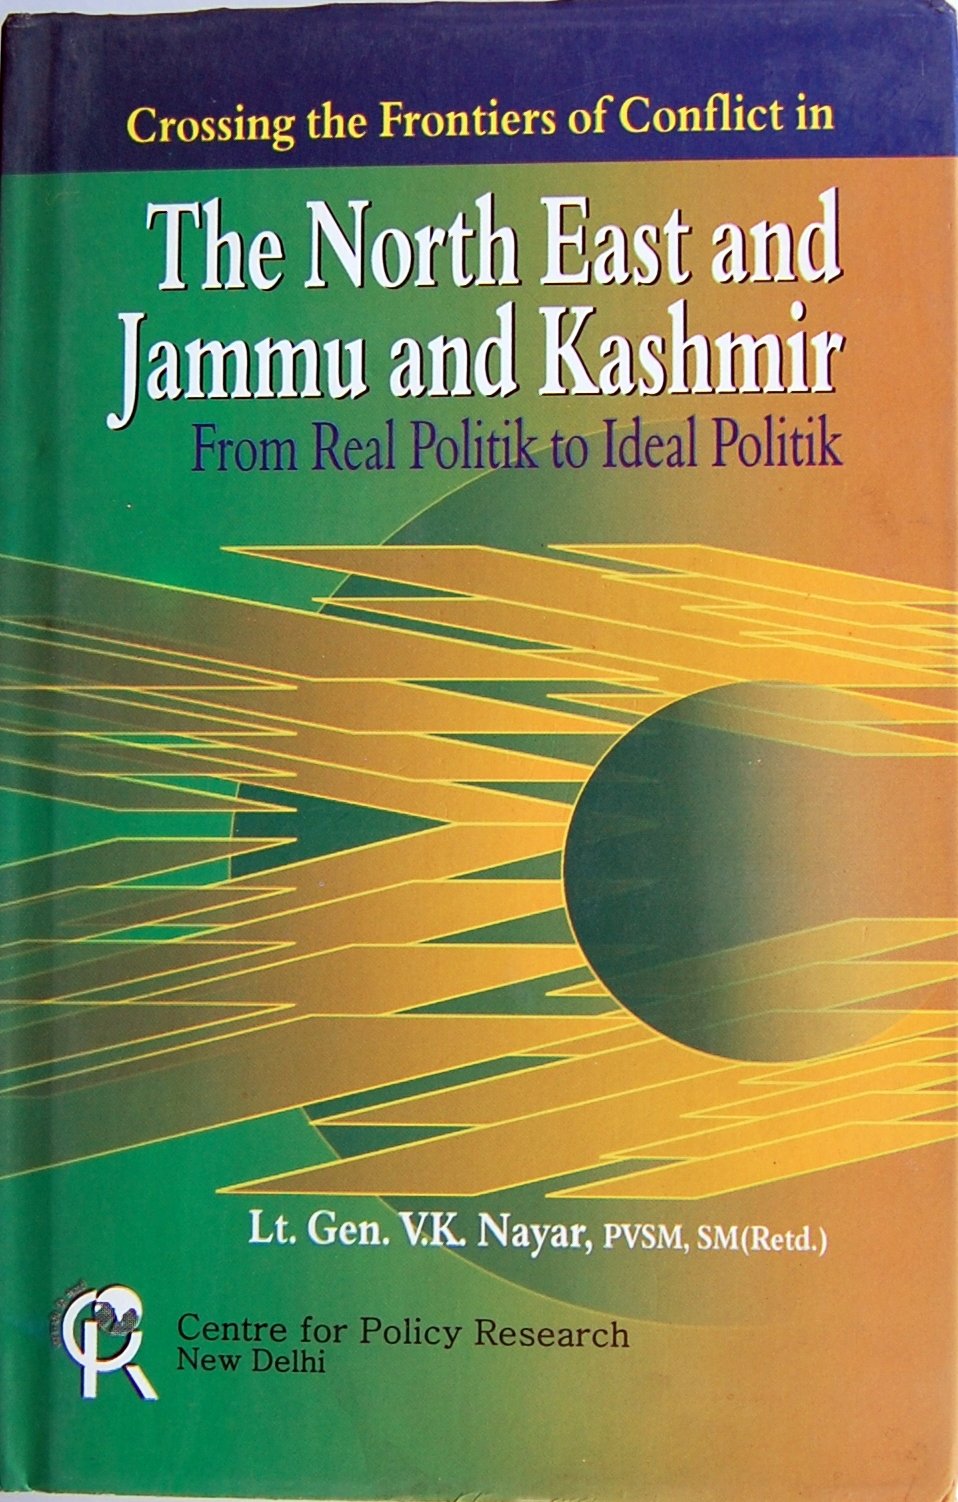 Crossing the Frontiers of Conflict in
The North East and
Jammu and Kashmir
From Real Politik to Ideal Politik
Lt. Gen. V.K. Nayar, PVSM, SM(Retd.)
Centre for Policy Research
New Delhi